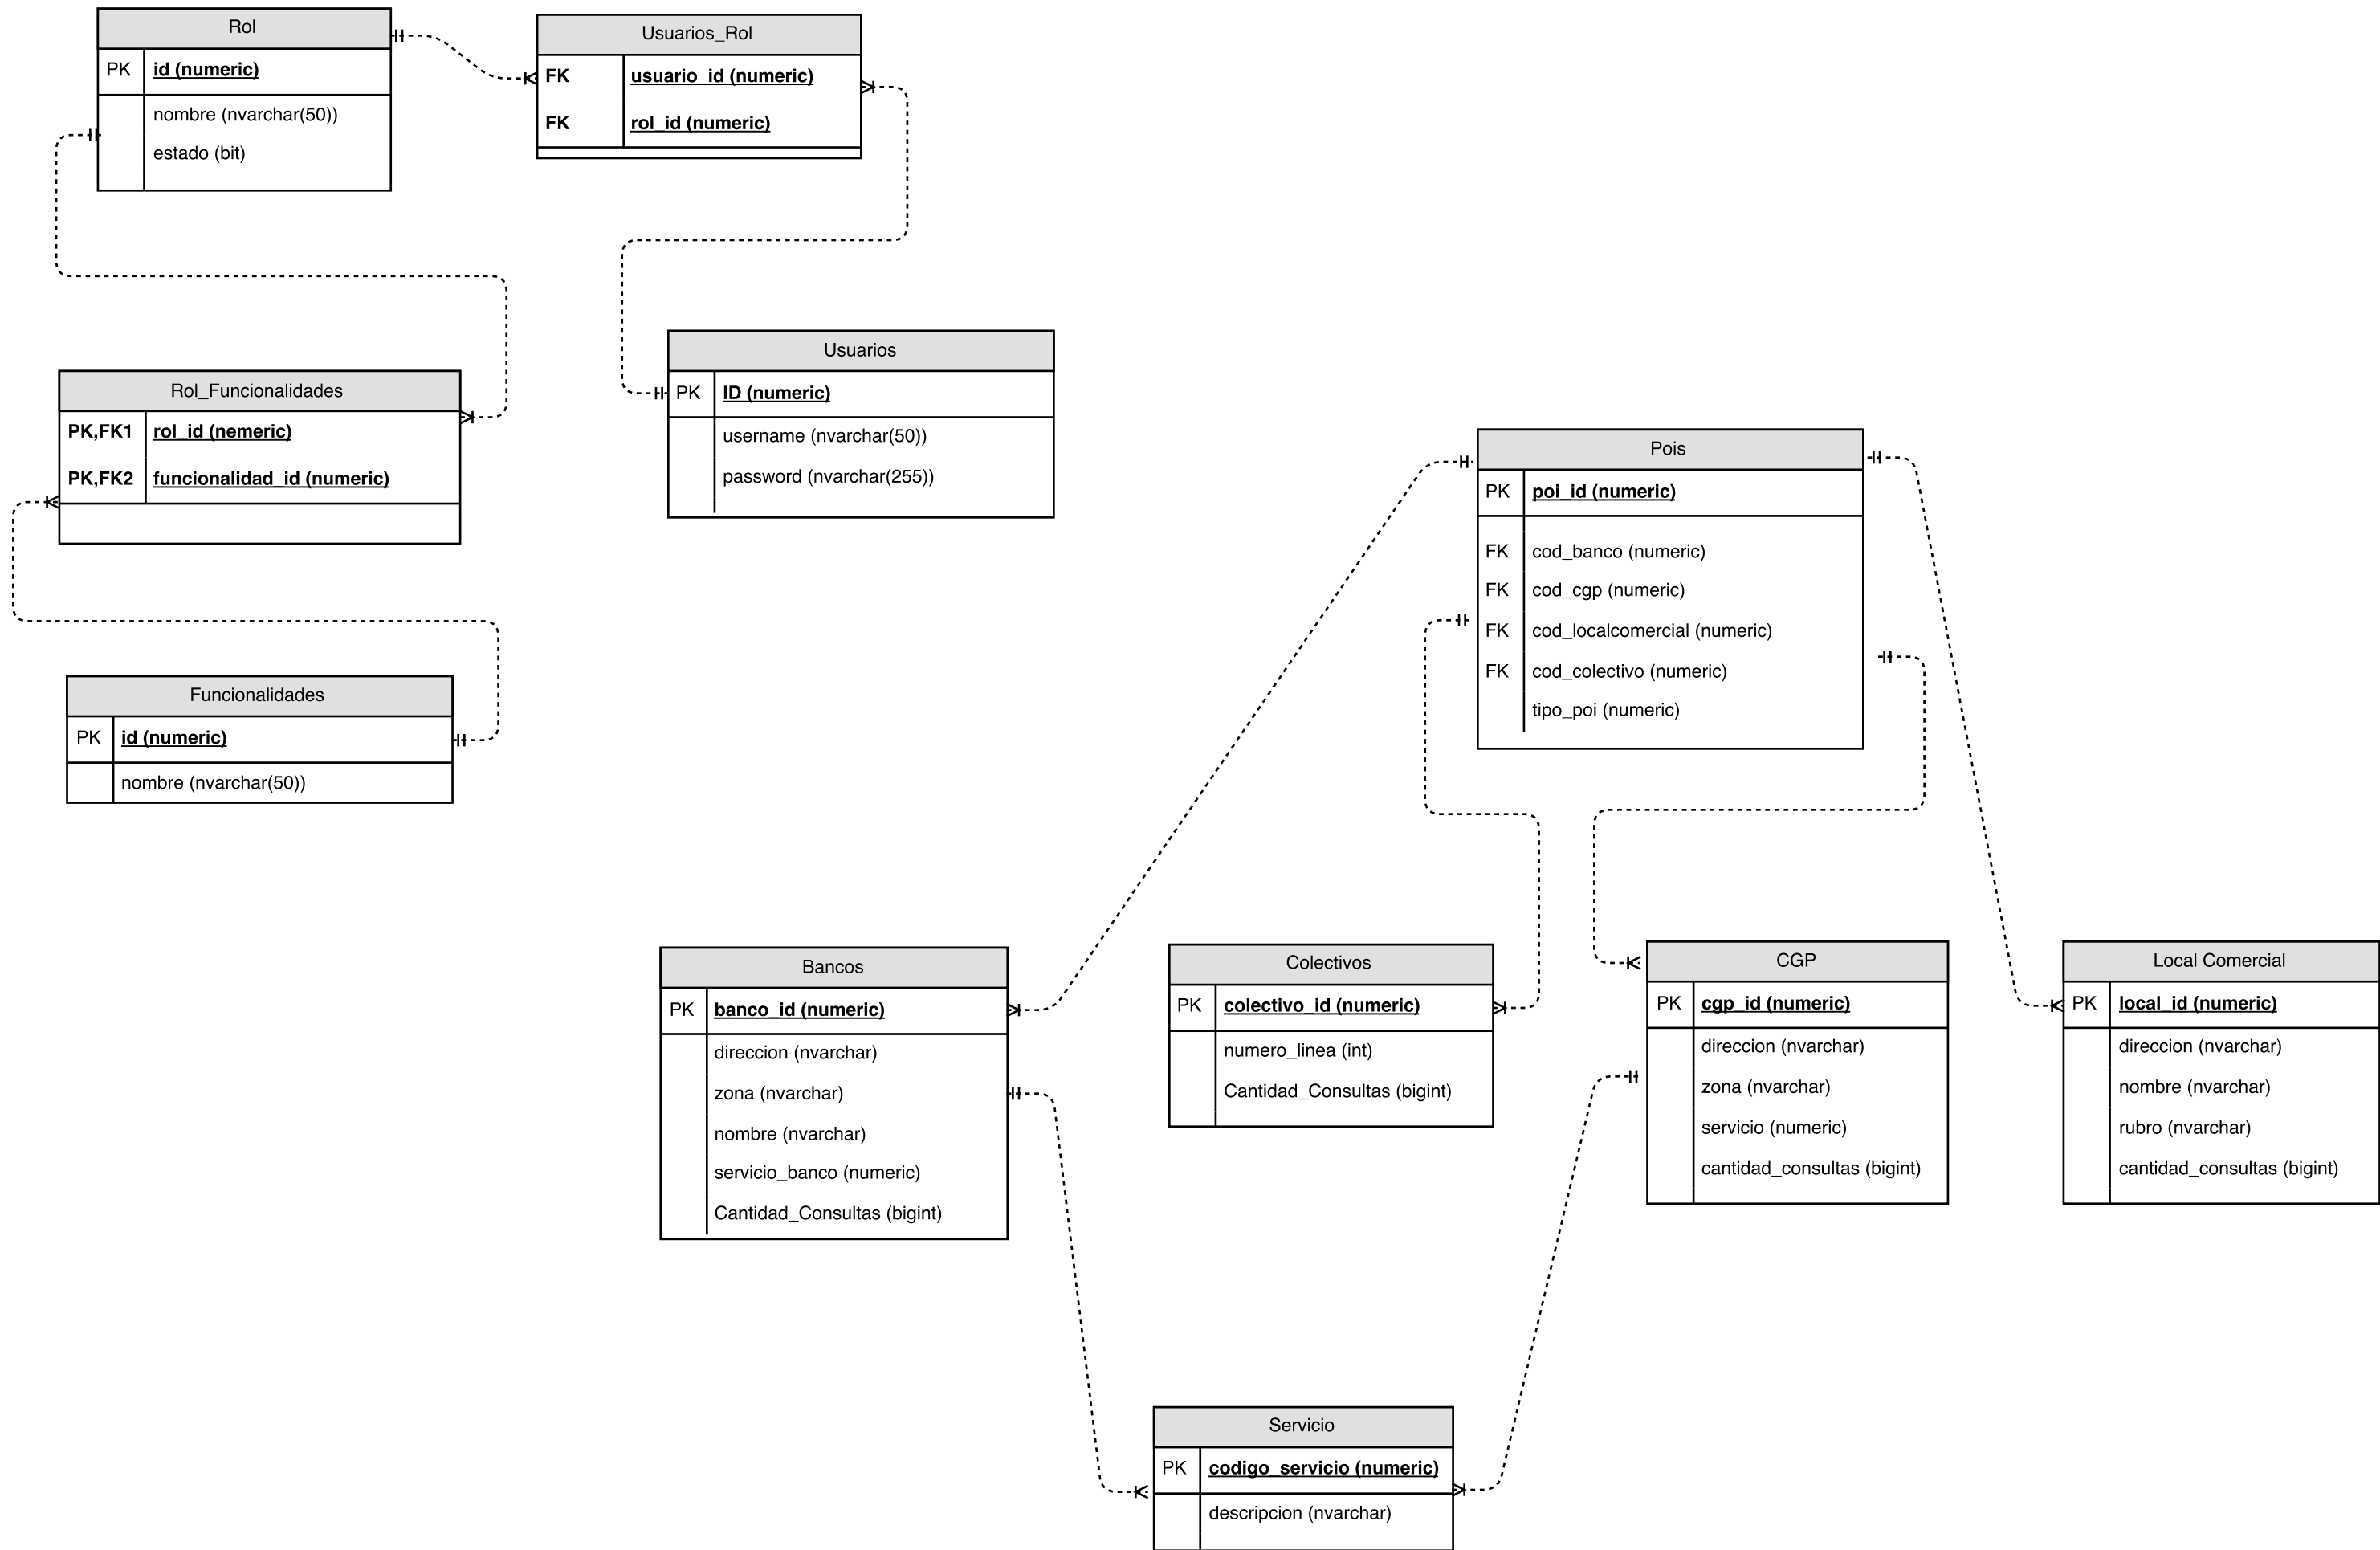 Rol
PK id (numeric)
nombre (nvarchar(50))
estado (bit)
Usuarios_Rol
FK usuario_id (numeric)
FK rol_id (numeric)
Rol_Funcionalidades
PK,FK1 rol_id (nemeric)
PK,FK2 funcionalidad_id (numeric)
Usuarios
PK ID (numeric)
username (nvarchar(50))
password (nvarchar(255))
Funcionalidades
PK id (numeric)
nombre (nvarchar(50))
Pois
PK poi_id (numeric)
FK cod_banco (numeric)
FK cod_cgp (numeric)
FK cod_localcomercial (numeric)
FK cod_colectivo (numeric)
tipo_poi (numeric)
Bancos
PK banco_id (numeric)
direccion (nvarchar)
zona (nvarchar)
nombre (nvarchar)
servicio_banco (numeric)
Cantidad_Consultas (bigint)
Colectivos
PK colectivo_id (numeric)
numero_linea (int)
Cantidad_Consultas (bigint)
CGP
PK cgp_id (numeric)
direccion (nvarchar)
zona (nvarchar)
servicio (numeric)
cantidad_consultas (bigint)
Local Comercial
PK local_id (numeric)
direccion (nvarchar)
nombre (nvarchar)
rubro (nvarchar)
cantidad_consultas (bigint)
Servicio
PK codigo_servicio (numeric)
descripcion (nvarchar)